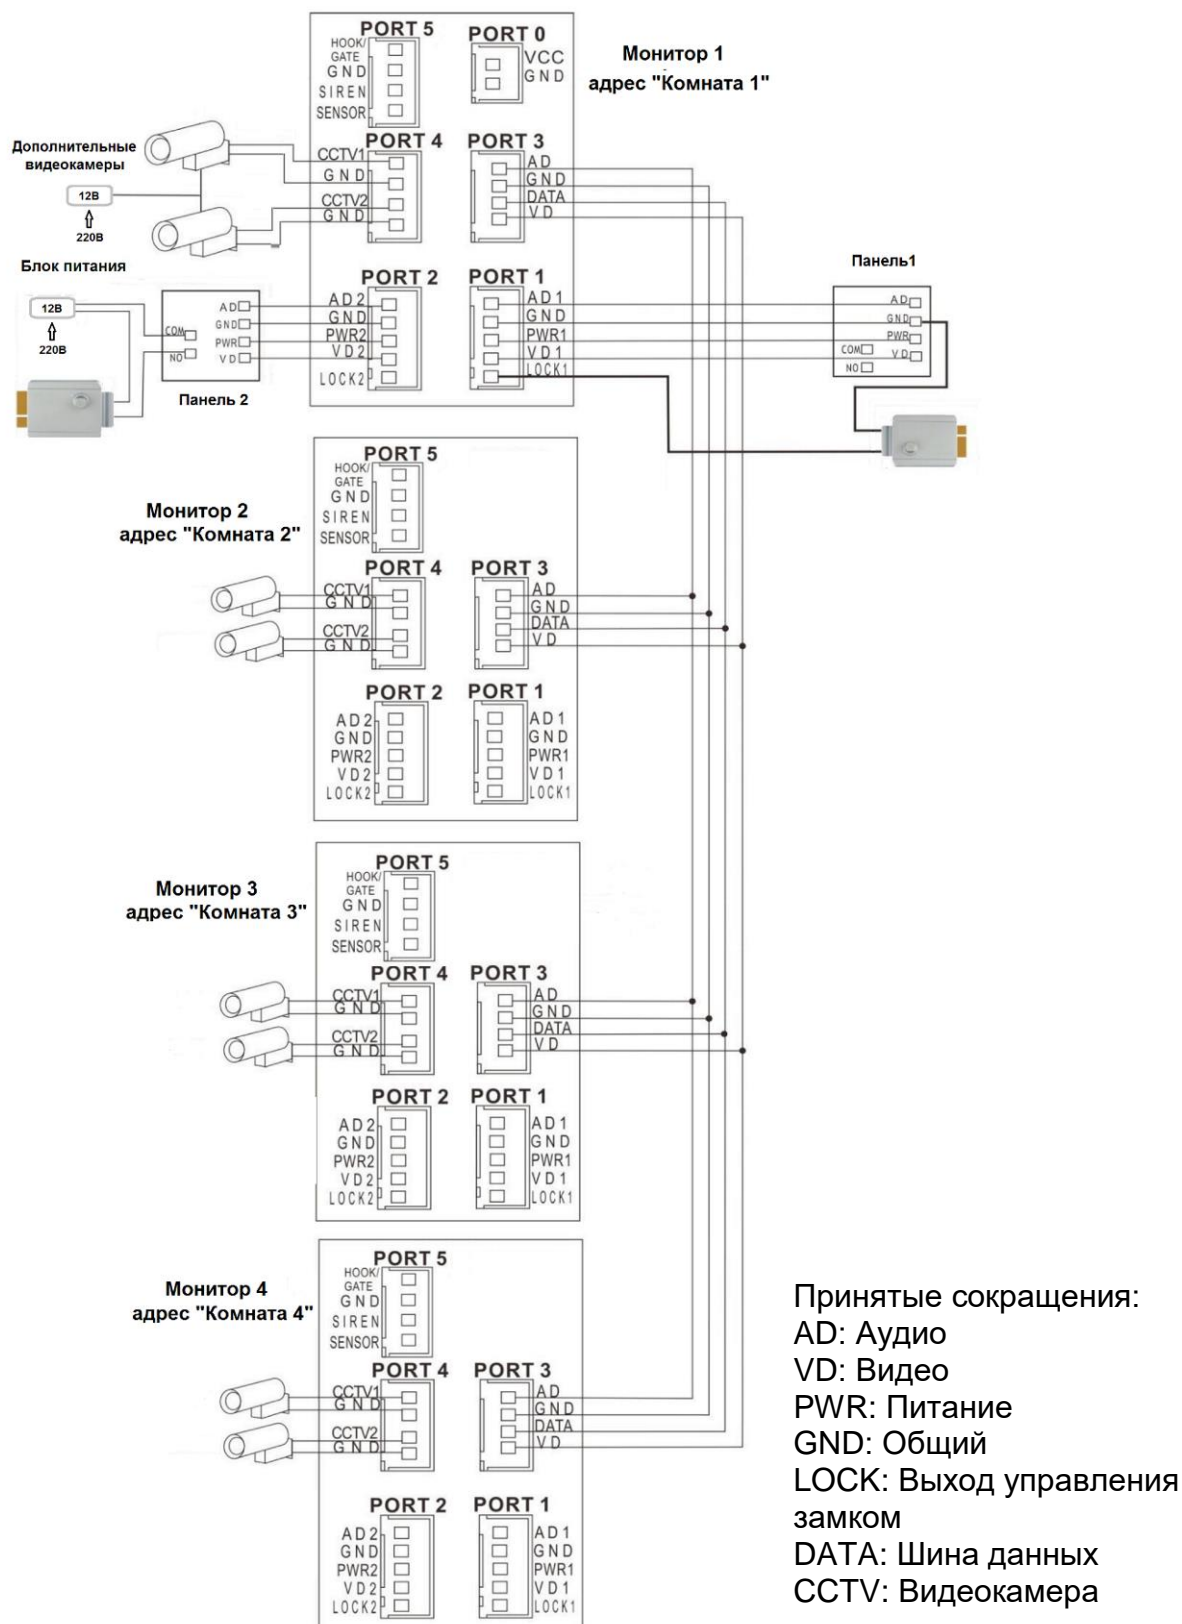 PORT 5
HOOK/
GATE
GND
SIREN
SENSOR
PORT 0
VCC
GND
Монитор 1
адрес "Комната 1"
Дополнительные
видеокамеры
12В
220В
PORT 4
CCTV1
GND
CCTV2
GND
PORT 3
AD
GND
DATA
VD
Блок питания
12В
220В
COM
NO
AD
GND
PWR
VD
Панель 2
PORT 2
AD2
GND
PWR2
VD2
LOCK2
PORT 1
AD1
GND
PWR1
VD1
LOCK1
Панель1
AD
GND
PWR
VD
COM
NO
Монитор 2
адрес "Комната 2"
PORT 5
HOOK/
GATE
GND
SIREN
SENSOR
PORT 4
CCTV1
GND
CCTV2
GND
PORT 3
AD
GND
DATA
VD
PORT 2
AD2
GND
PWR2
VD2
LOCK2
PORT 1
AD1
GND
PWR1
VD1
LOCK1
Монитор 3
адрес "Комната 3"
PORT 5
HOOK/
GATE
GND
SIREN
SENSOR
PORT 4
CCTV1
GND
CCTV2
GND
PORT 3
AD
GND
DATA
VD
PORT 2
AD2
GND
PWR2
VD2
LOCK2
PORT 1
AD1
GND
PWR1
VD1
LOCK1
Монитор 4
адрес "Комната 4"
PORT 5
HOOK/
GATE
GND
SIREN
SENSOR
PORT 4
CCTV1
GND
CCTV2
GND
PORT 3
AD
GND
DATA
VD
PORT 2
AD2
GND
PWR2
VD2
LOCK2
PORT 1
AD1
GND
PWR1
VD1
LOCK1
Принятые сокращения:
AD: Аудио
VD: Видео
PWR: Питание
GND: Общий
LOCK: Выход управления
замком
DATA: Шина данных
CCTV: Видеокамера